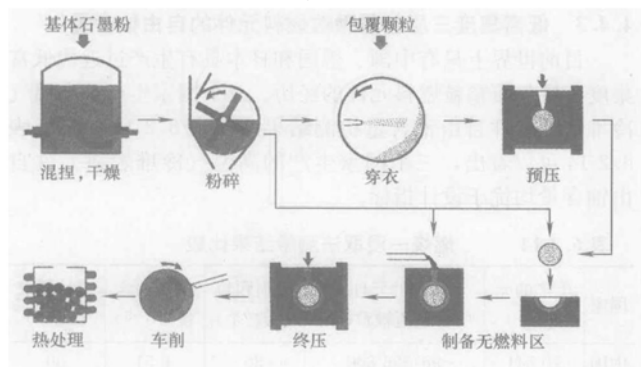 基体石墨粉
包覆颗粒
混捏,干燥
粉碎
穿衣
预压
热处理
车削
终压
制备无燃料区